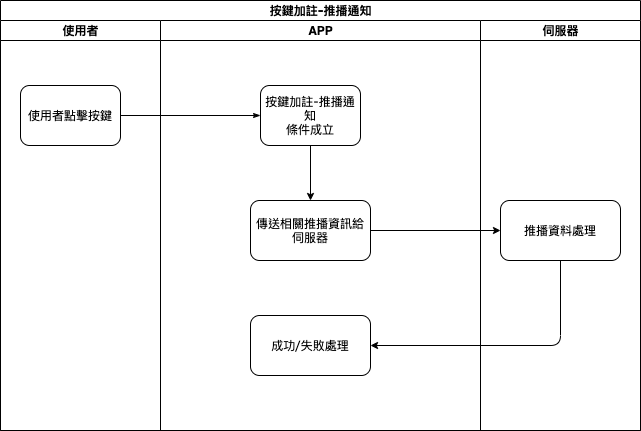 按鍵加註-推播通知
使用者
APP
伺服器
使用者點擊按鍵
按鍵加註-推播通
知
條件成立
傳送相關推播資訊給
伺服器
推播資料處理
成功/失敗處理